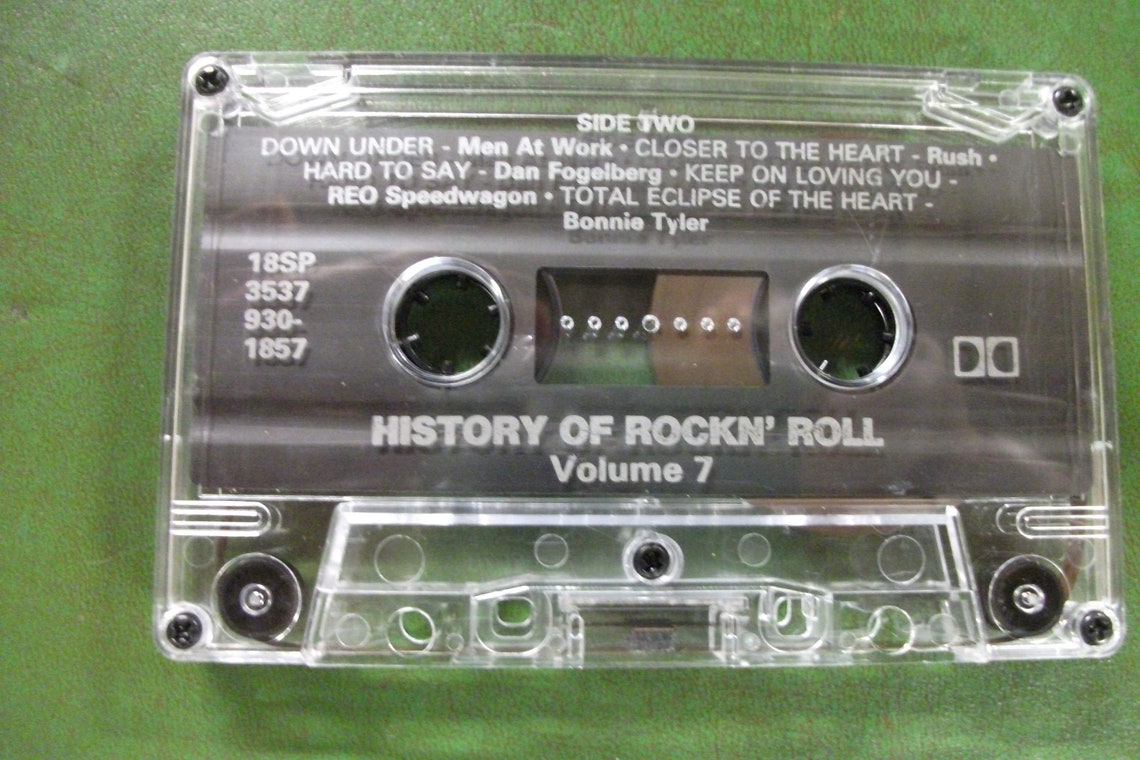 SIDE TWO
DOWN UNDER - Men At Work • CLOSER TO THE HEART - Rush •
HARD TO SAY - Dan Fogelberg • KEEP ON LOVING YOU -
REO Speedwagon • TOTAL ECLIPSE OF THE HEART -
Bonnie Tyler
18SP
3537
930-
1857
HISTORY OF ROCKN' ROLL
Volume 7